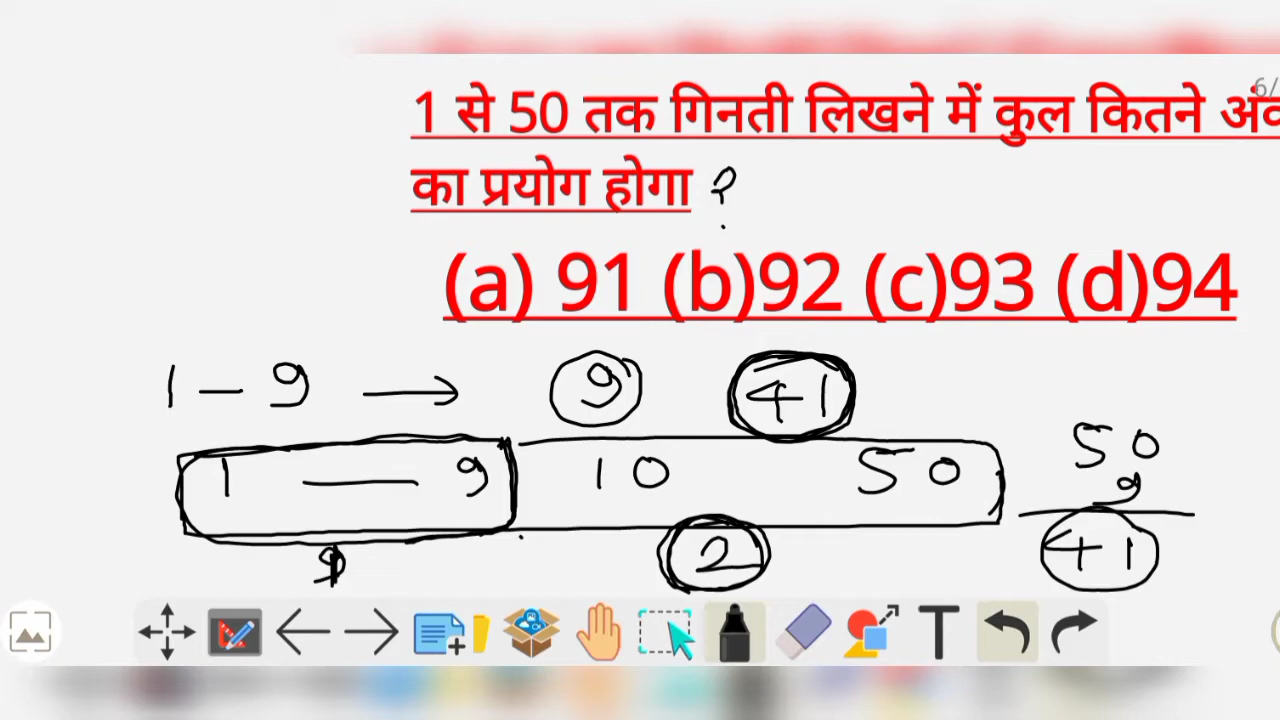 1 से 50 तक गिनती लिखने में कुल कितने
का प्रयोग होगा ?
(a) 91 (b)92 (c)93 (d)94
1 – 9 → 9 41
1 — 9 10 50
50
9
41
9 2
T